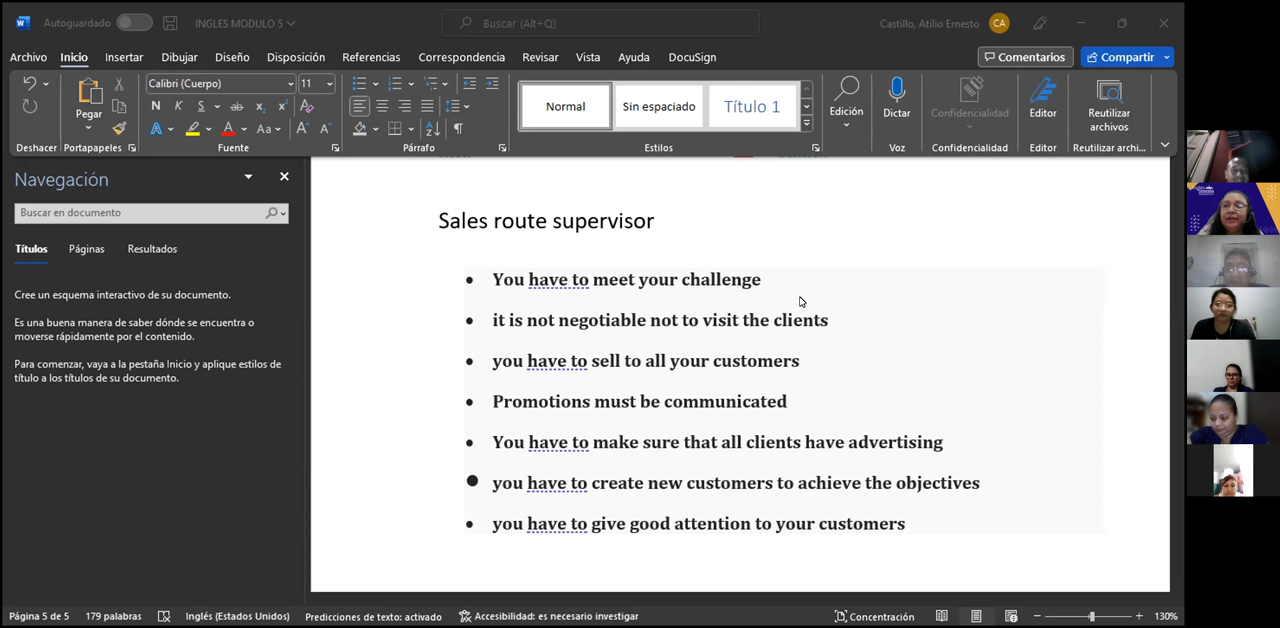 Autoguardado
INGLES MODULO 5
Buscar (Alt+Q)
Castillo, Atilio Ernesto
CA
Archivo Inicio Insertar Dibujar Diseño Disposición Referencias Correspondencia Revisar Vista Ayuda DocuSign
Comentarios
Compartir
Calibri (Cuerpo) 11
Pegar
N K S ab x₂ x²
A A Aa A A
Normal
Sin espaciado
Título 1
Edición
Dictar
Confidencialidad
Editor
Reutilizar archivos
Deshacer Portapapeles Fuente Párrafo Estilos Voz Confidencialidad Editor Reutilizar archi...
Navegación
Buscar en documento
Títulos Páginas Resultados
Cree un esquema interactivo de su documento.
Es una buena manera de saber dónde se encuentra o
moverse rápidamente por el contenido.
Para comenzar, vaya a la pestaña Inicio y aplique estilos de
título a los títulos de su documento.
Sales route supervisor
• You have to meet your challenge
• it is not negotiable not to visit the clients
• you have to sell to all your customers
• Promotions must be communicated
• You have to make sure that all clients have advertising
• you have to create new customers to achieve the objectives
• you have to give good attention to your customers
Página 5 de 5 179 palabras Inglés (Estados Unidos) Predicciones de texto: activado Accesibilidad: es necesario investigar Concentración 130%